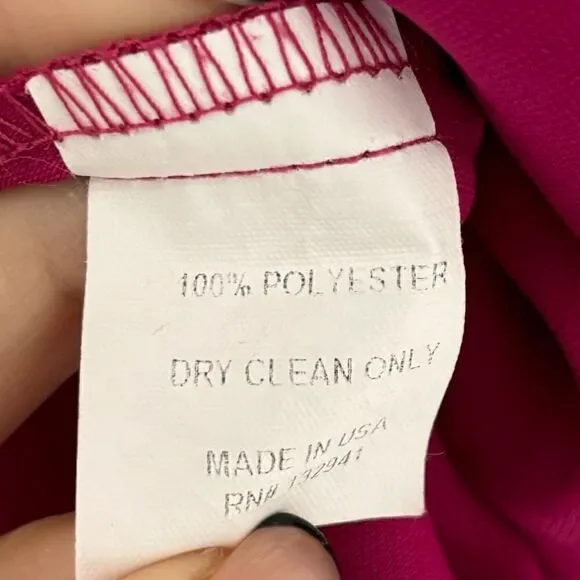 100% POLYESTER
DRY CLEAN ONLY
MADE IN USA
RN# 132941